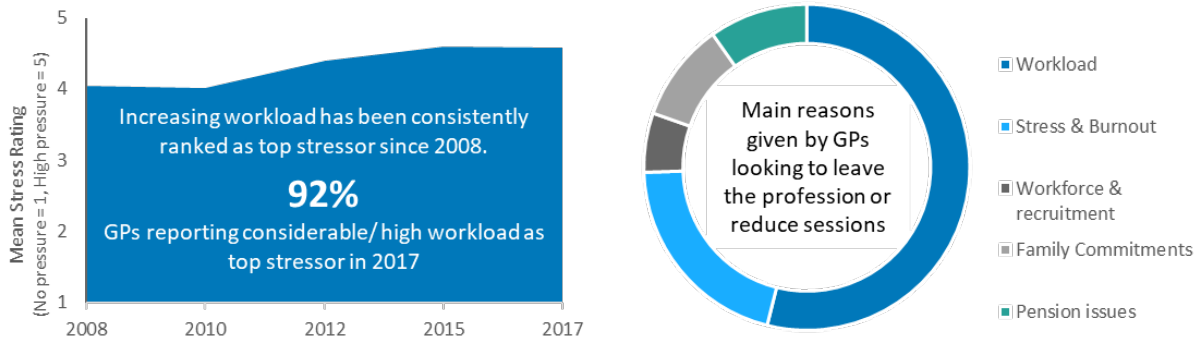 5
4
3
2
1
Mean Stress Rating
(No pressure = 1, High pressure = 5)
Increasing workload has been consistently
ranked as top stressor since 2008.
92%
GPs reporting considerable/ high workload as
top stressor in 2017
2008 2010 2012 2015 2017
Main reasons
given by GPs
looking to leave
the profession or
reduce sessions
Workload
Stress & Burnout
Workforce &
recruitment
Family Commitments
Pension issues